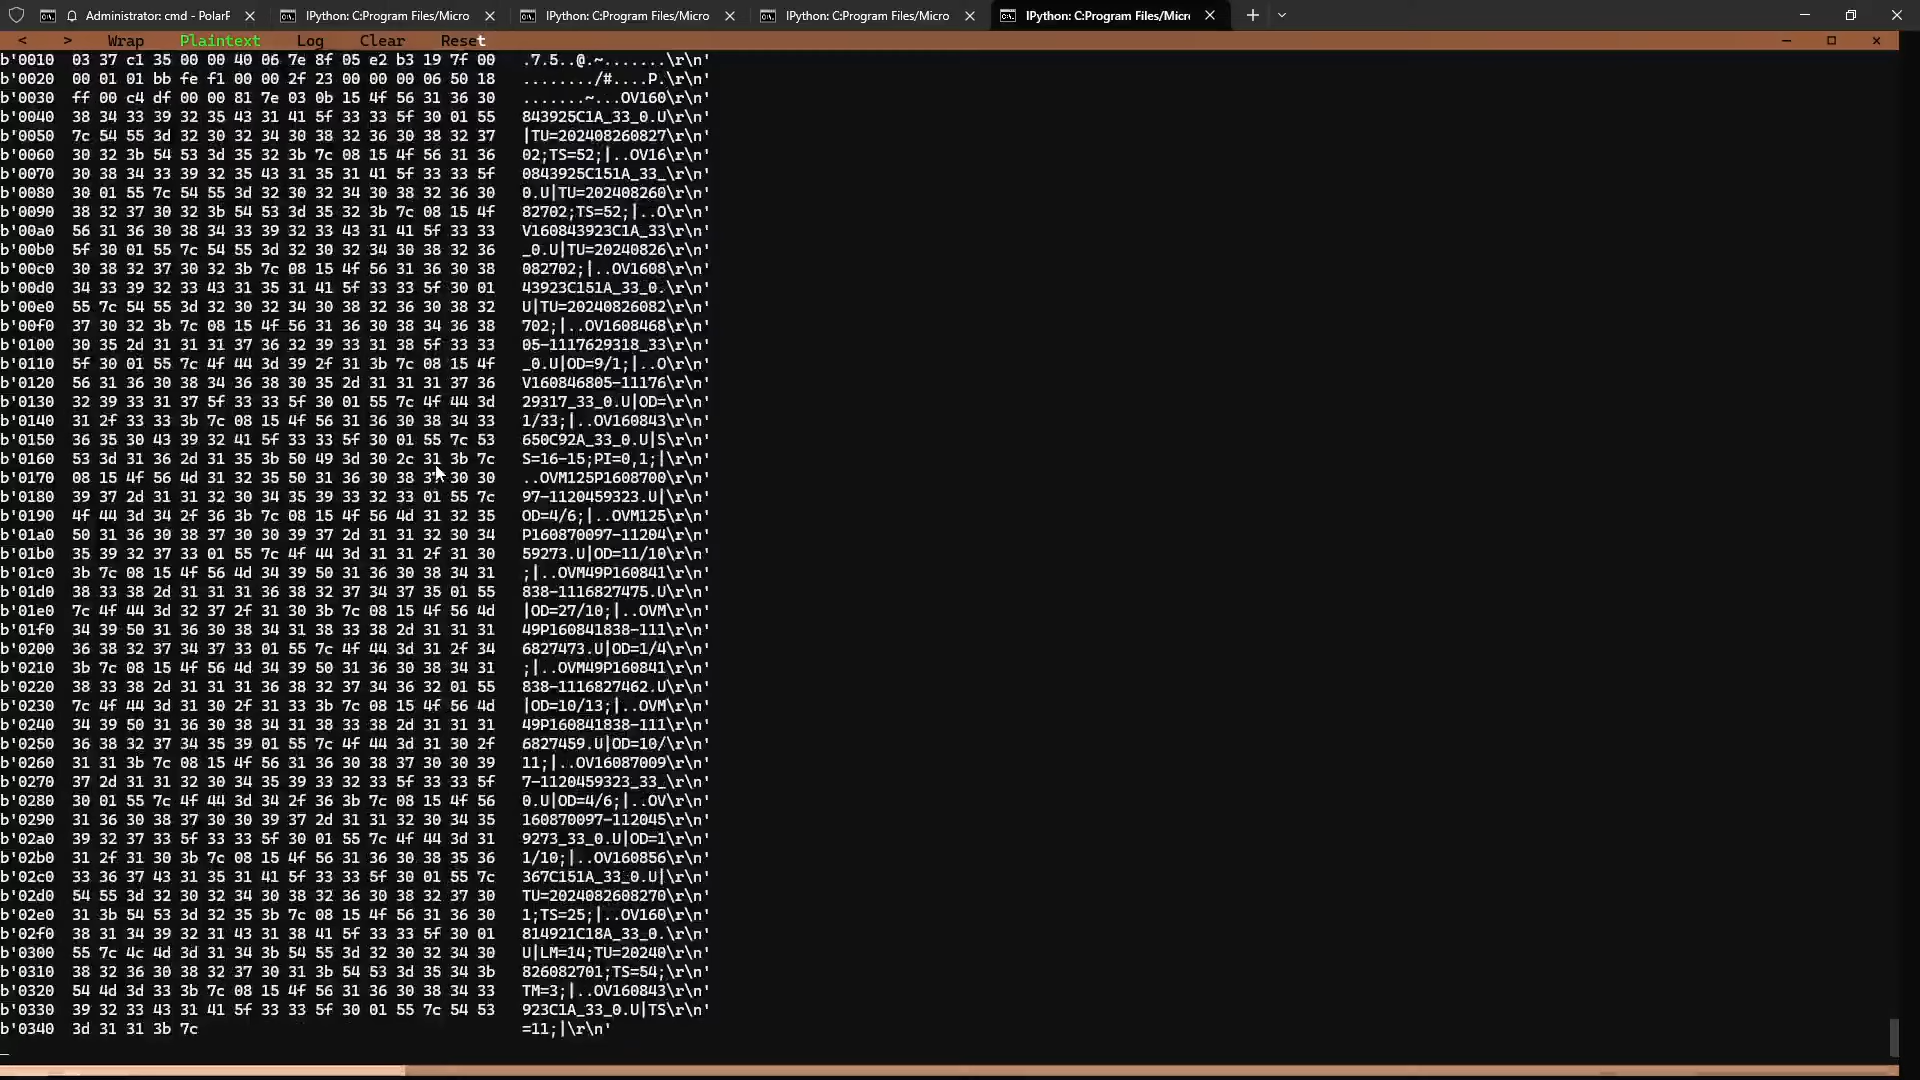 Administrator: cmd - PolarF
IPython: C:Program Files/Micro
IPython: C:Program Files/Micro
IPython: C:Program Files/Micro
IPython: C:Program Files/Micro
< > Wrap Plaintext Log Clear Reset
b'0010 03 37 c1 35 00 00 40 06 7e 8f 05 e2 b3 19 7f 00 .7.5..@.~.......\r\n'
b'0020 00 01 01 bb fe f1 00 00 2f 23 00 00 00 06 50 18 ......../#....P.\r\n'
b'0030 ff 00 c4 df 00 00 81 7e 03 0b 15 4f 56 31 36 30 .......~...OV160\r\n'
b'0040 38 34 33 39 32 35 43 31 41 5f 33 33 5f 30 01 55 843925C1A_33_0.U\r\n'
b'0050 7c 54 55 3d 32 30 32 34 30 38 32 36 30 38 32 37 |TU=202408260827\r\n'
b'0060 30 32 3b 54 53 3d 35 32 3b 7c 08 15 4f 56 31 36 02;TS=52;|..OV16\r\n'
b'0070 30 38 34 33 39 32 35 43 31 35 31 41 5f 33 33 5f 0843925C151A_33_\r\n'
b'0080 30 01 55 7c 54 55 3d 32 30 32 34 30 38 32 36 30 0.U|TU=202408260\r\n'
b'0090 38 32 37 30 32 3b 54 53 3d 35 32 3b 7c 08 15 4f 82702;TS=52;|..O\r\n'
b'00a0 56 31 36 30 38 34 33 39 32 33 43 31 41 5f 33 33 V160843923C1A_33\r\n'
b'00b0 5f 30 01 55 7c 54 55 3d 32 30 32 34 30 38 32 36 _0.U|TU=20240826\r\n'
b'00c0 30 38 32 37 30 32 3b 7c 08 15 4f 56 31 36 30 38 082702;|..OV1608\r\n'
b'00d0 34 33 39 32 33 43 31 35 31 41 5f 33 33 5f 30 01 43923C151A_33_0.\r\n'
b'00e0 55 7c 54 55 3d 32 30 32 34 30 38 32 36 30 38 32 U|TU=20240826082\r\n'
b'00f0 37 30 32 3b 7c 08 15 4f 56 31 36 30 38 34 36 38 702;|..OV1608468\r\n'
b'0100 30 35 2d 31 31 31 37 36 32 39 33 31 38 5f 33 33 05-1117629318_33\r\n'
b'0110 5f 30 01 55 7c 4f 44 3d 39 2f 31 3b 7c 08 15 4f _0.U|OD=9/1;|..O\r\n'
b'0120 56 31 36 30 38 34 36 38 30 35 2d 31 31 31 37 36 V160846805-11176\r\n'
b'0130 32 39 33 31 37 5f 33 33 5f 30 01 55 7c 4f 44 3d 29317_33_0.U|OD=\r\n'
b'0140 31 2f 33 33 3b 7c 08 15 4f 56 31 36 30 38 34 33 1/33;|..OV160843\r\n'
b'0150 36 35 30 43 39 32 41 5f 33 33 5f 30 01 55 7c 53 650C92A_33_0.U|S\r\n'
b'0160 53 3d 31 36 2d 31 35 3b 50 49 3d 30 2c 31 3b 7c S=16-15;PI=0,1;|\r\n'
b'0170 08 15 4f 56 4d 31 32 35 50 31 36 30 38 37 30 30 ..OVM125P1608700\r\n'
b'0180 39 37 2d 31 31 32 30 34 35 39 33 32 33 01 55 7c 97-1120459323.U|\r\n'
b'0190 4f 44 3d 34 2f 36 3b 7c 08 15 4f 56 4d 31 32 35 OD=4/6;|..OVM125\r\n'
b'01a0 50 31 36 30 38 37 30 30 39 37 2d 31 31 32 30 34 P160870097-11204\r\n'
b'01b0 35 39 32 37 33 01 55 7c 4f 44 3d 31 31 2f 31 30 59273.U|OD=11/10\r\n'
b'01c0 3b 7c 08 15 4f 56 4d 34 39 50 31 36 30 38 34 31 ;|..OVM49P160841\r\n'
b'01d0 38 33 38 2d 31 31 31 36 38 32 37 34 37 35 01 55 838-1116827475.U\r\n'
b'01e0 7c 4f 44 3d 32 37 2f 31 30 3b 7c 08 15 4f 56 4d |OD=27/10;|..OVM\r\n'
b'01f0 34 39 50 31 36 30 38 34 31 38 33 38 2d 31 31 31 49P160841838-111\r\n'
b'0200 36 38 32 37 34 37 33 01 55 7c 4f 44 3d 31 2f 34 6827473.U|OD=1/4\r\n'
b'0210 3b 7c 08 15 4f 56 4d 34 39 50 31 36 30 38 34 31 ;|..OVM49P160841\r\n'
b'0220 38 33 38 2d 31 31 31 36 38 32 37 34 36 32 01 55 838-1116827462.U\r\n'
b'0230 7c 4f 44 3d 31 30 2f 31 33 3b 7c 08 15 4f 56 4d |OD=10/13;|..OVM\r\n'
b'0240 34 39 50 31 36 30 38 34 31 38 33 38 2d 31 31 31 49P160841838-111\r\n'
b'0250 36 38 32 37 34 35 39 01 55 7c 4f 44 3d 31 30 2f 6827459.U|OD=10/\r\n'
b'0260 31 31 3b 7c 08 15 4f 56 31 36 30 38 37 30 30 39 11;|..OV16087009\r\n'
b'0270 37 2d 31 31 32 30 34 35 39 33 32 33 5f 33 33 5f 7-1120459323_33_\r\n'
b'0280 30 01 55 7c 4f 44 3d 34 2f 36 3b 7c 08 15 4f 56 0.U|OD=4/6;|..OV\r\n'
b'0290 31 36 30 38 37 30 30 39 37 2d 31 31 32 30 34 35 160870097-112045\r\n'
b'02a0 39 32 37 33 5f 33 33 5f 30 01 55 7c 4f 44 3d 31 9273_33_0.U|OD=1\r\n'
b'02b0 31 2f 31 30 3b 7c 08 15 4f 56 31 36 30 38 35 36 1/10;|..OV160856\r\n'
b'02c0 33 36 37 43 31 35 31 41 5f 33 33 5f 30 01 55 7c 367C151A_33_0.U|\r\n'
b'02d0 54 55 3d 32 30 32 34 30 38 32 36 30 38 32 37 30 TU=2024082608270\r\n'
b'02e0 31 3b 54 53 3d 32 35 3b 7c 08 15 4f 56 31 36 30 1;TS=25;|..OV160\r\n'
b'02f0 38 31 34 39 32 31 43 31 38 41 5f 33 33 5f 30 01 814921C18A_33_0.\r\n'
b'0300 55 7c 4c 4d 3d 31 34 3b 54 55 3d 32 30 32 34 30 U|LM=14;TU=20240\r\n'
b'0310 38 32 36 30 38 32 37 30 31 3b 54 53 3d 35 34 3b 826082701;TS=54;\r\n'
b'0320 54 4d 3d 33 3b 7c 08 15 4f 56 31 36 30 38 34 33 TM=3;|..OV160843\r\n'
b'0330 39 32 33 43 31 41 5f 33 33 5f 30 01 55 7c 54 53 923C1A_33_0.U|TS\r\n'
b'0340 3d 31 31 3b 7c =11;|\r\n'